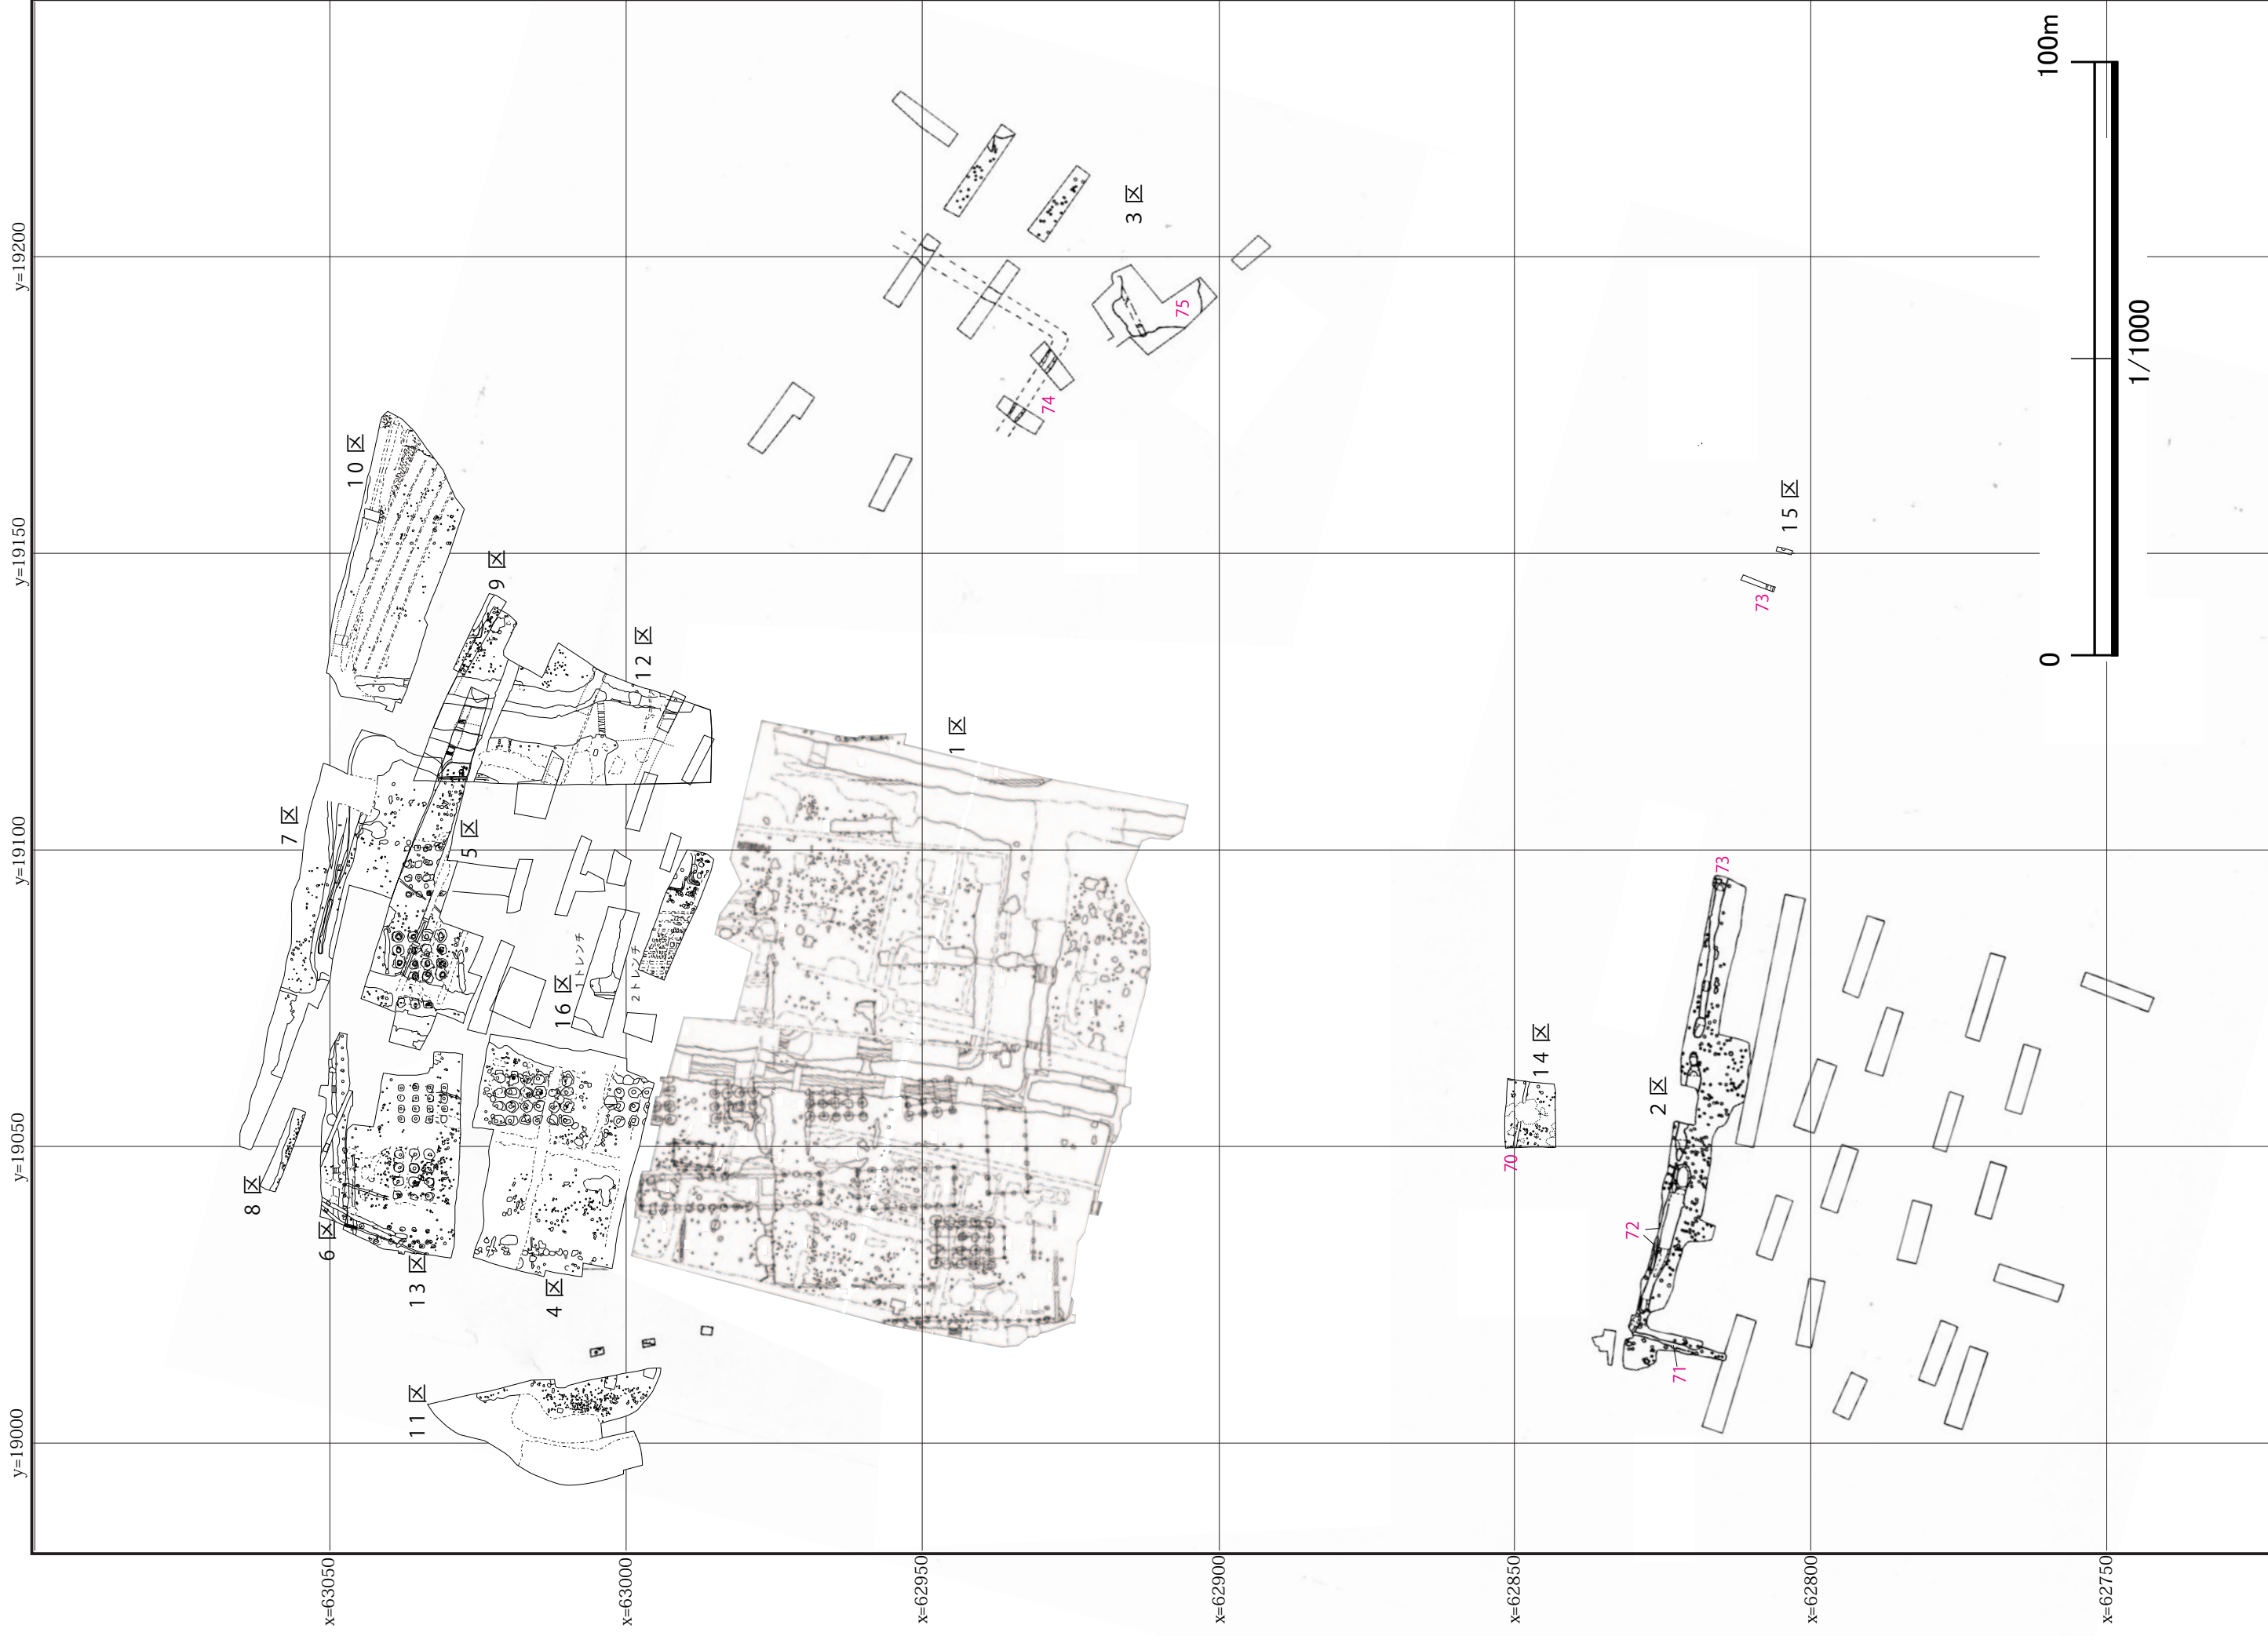 y=19200
y=19150
y=19100
y=19050
y=19000
x=63050
x=63000
x=62950
x=62900
x=62850
x=62800
x=62750
10区
9区
12区
7区
5区
16区
1トレンチ
2トレンチ
8区
6区
13区
4区
11区
1区
3区
74
75
15区
73
14区
70
2区
73
72
71
0
100m
1/1000